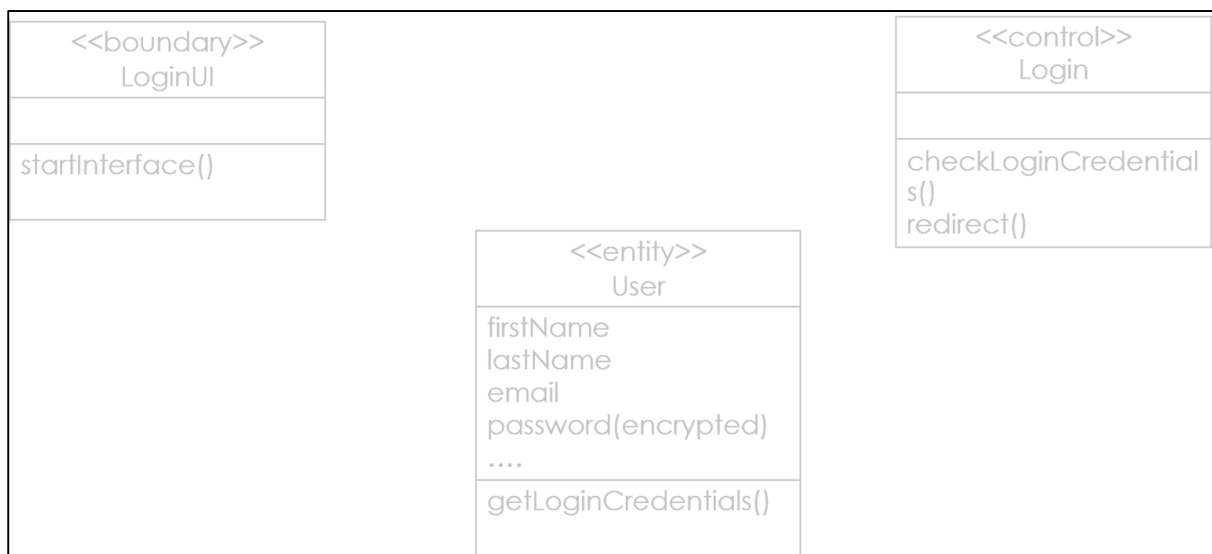 <<boundary>>
LoginUI
startInterface()
<<control>>
Login
checkLoginCredential
s()
redirect()
<<entity>>
User
firstName
lastName
email
password(encrypted)
....
getLoginCredentials()